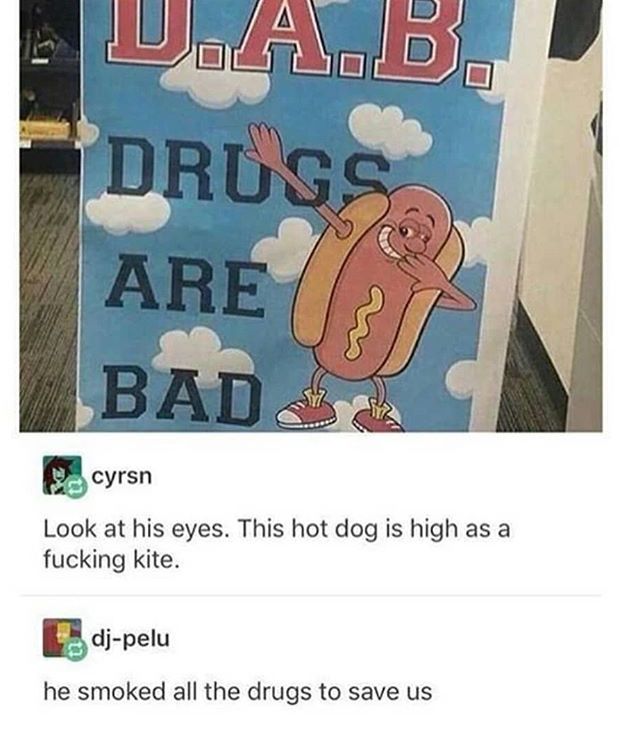 D.A.B.
DRUGS
ARE
BAD
cyrsn
Look at his eyes. This hot dog is high as a
fucking kite.
dj-pelu
he smoked all the drugs to save us